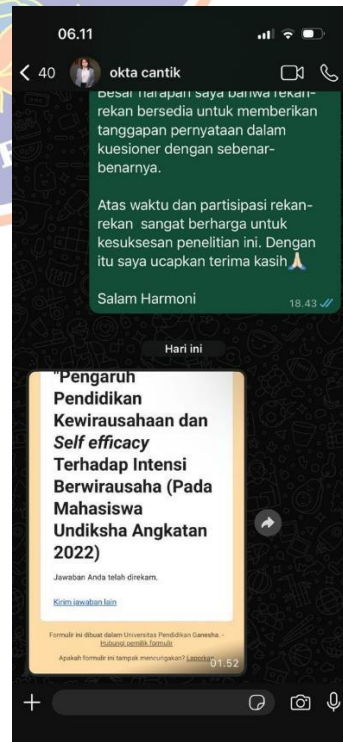 06.11
40 okta cantik
Besar harapan saya bahwa rekan-
rekan bersedia untuk memberikan
tanggapan pernyataan dalam
kuesioner dengan sebenar-
benarnya.
Atas waktu dan partisipasi rekan-
rekan sangat berharga untuk
kesuksesan penelitian ini. Dengan
itu saya ucapkan terima kasih🙏🏻
Salam Harmoni
18.43
Hari ini
"Pengaruh
Pendidikan
Kewirausahaan dan
Self efficacy
Terhadap Intensi
Berwirausaha (Pada
Mahasiswa
Undiksha Angkatan
2022)
Jawaban Anda telah direkam.
Kirim jawaban lain
Formulir ini dibuat dalam Universitas Pendidikan Ganesha. -
Hubungi pemilik formulir
Apakah formulir ini tampak mencurigakan? Laporkan
01.52